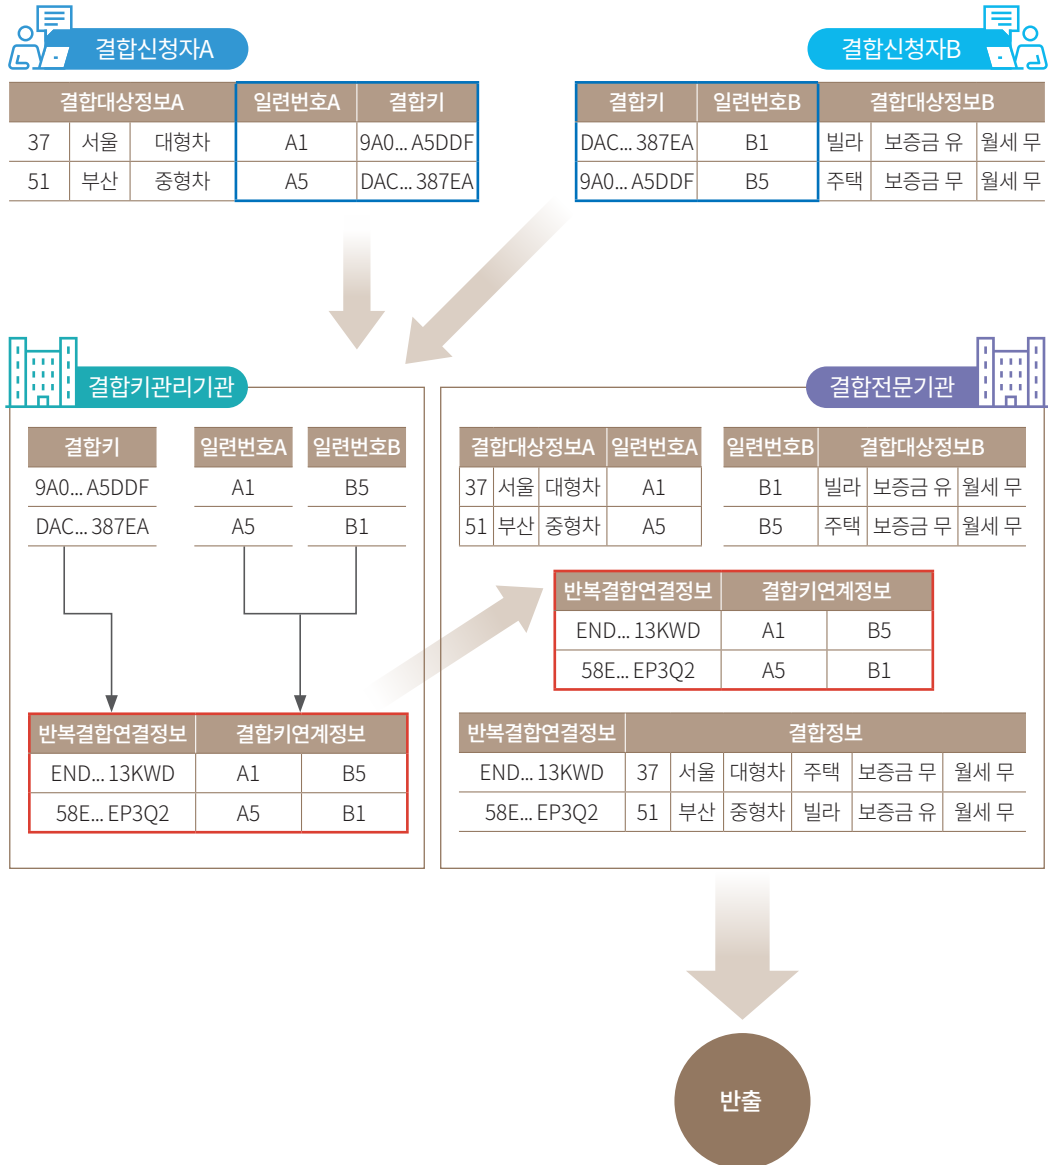 결합신청자A
결합신청자B
결합대상정보A 일련번호A 결합키
37 서울 대형차 A1 9A0... A5DDF
51 부산 중형차 A5 DAC... 387EA
결합키 일련번호B 결합대상정보B
DAC... 387EA B1 빌라 보증금 유 월세 무
9A0... A5DDF B5 주택 보증금 무 월세 무
결합키관리기관
결합키 일련번호A 일련번호B
9A0... A5DDF A1 B5
DAC... 387EA A5 B1
반복결합연결정보 결합키연계정보
END... 13KWD A1 B5
58E... EP3Q2 A5 B1
결합전문기관
결합대상정보A 일련번호A
37 서울 대형차 A1
51 부산 중형차 A5
일련번호B 결합대상정보B
B1 빌라 보증금 유 월세 무
B5 주택 보증금 무 월세 무
반복결합연결정보 결합키연계정보
END... 13KWD A1 B5
58E... EP3Q2 A5 B1
반복결합연결정보 결합정보
END... 13KWD 37 서울 대형차 주택 보증금 무 월세 무
58E... EP3Q2 51 부산 중형차 빌라 보증금 유 월세 무
반출